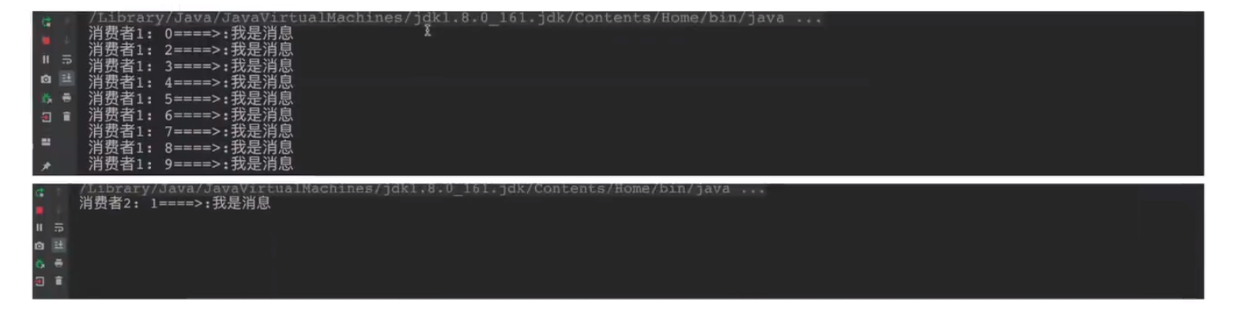 /Library/Java/JavaVirtualMachines/jdk1.8.0_161.jdk/Contents/Home/bin/java ...
消费者1: 0====>:我是消息
消费者1: 2====>:我是消息
消费者1: 3====>:我是消息
消费者1: 4====>:我是消息
消费者1: 5====>:我是消息
消费者1: 6====>:我是消息
消费者1: 7====>:我是消息
消费者1: 8====>:我是消息
消费者1: 9====>:我是消息
/Library/Java/JavaVirtualMachines/jdk1.8.0_161.jdk/Contents/Home/bin/java ...
消费者2: 1====>:我是消息